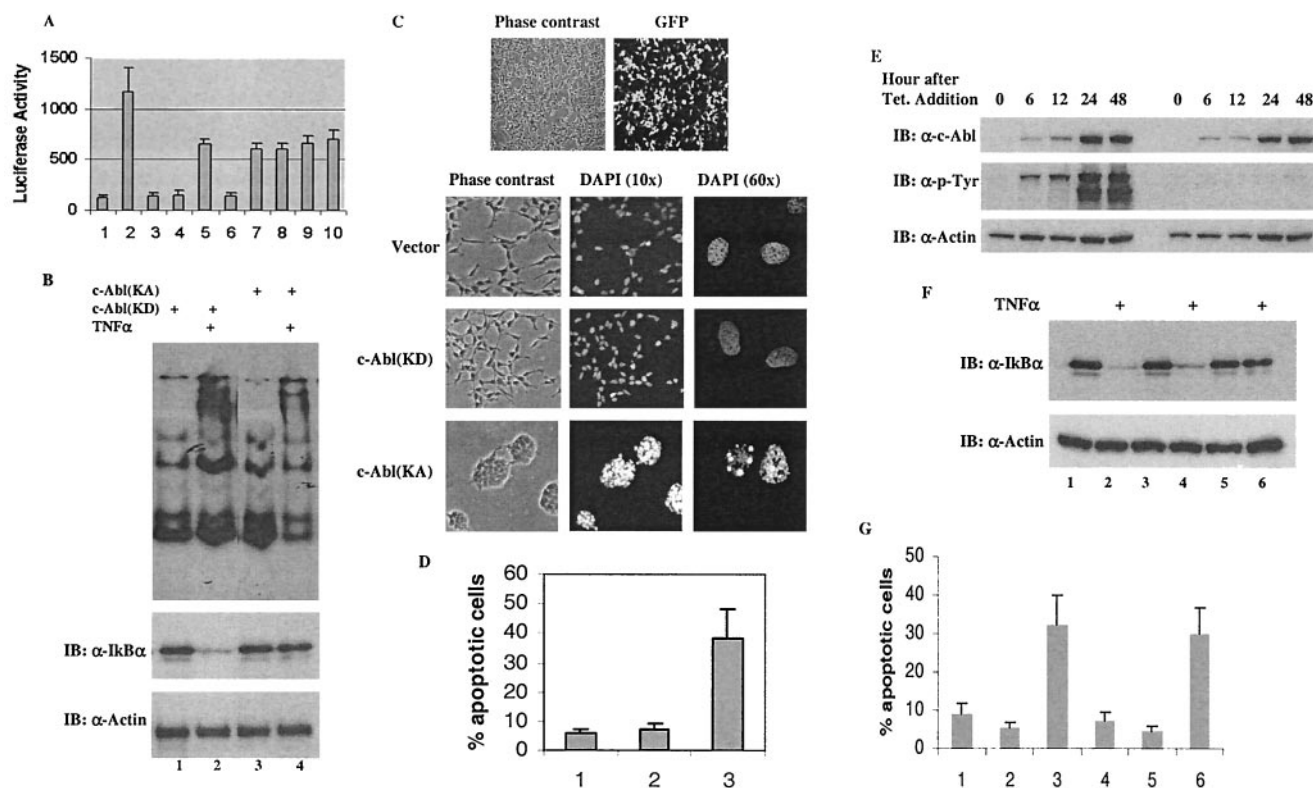 A
Luciferase Activity
1500
1000
500
0
1 2 3 4 5 6 7 8 9 10
B
c-Abl(KA) + +
c-Abl(KD) + +
TNFα + +
IB: α-IkBα
IB: α-Actin
1 2 3 4
C
Phase contrast GFP
Phase contrast DAPI (10x) DAPI (60x)
Vector
c-Abl(KD)
c-Abl(KA)
D
% apoptotic cells
60
50
40
30
20
10
0
1 2 3
E
Hour after
Tet. Addition 0 6 12 24 48 0 6 12 24 48
IB: α-c-Abl
IB: α-p-Tyr
IB: α-Actin
F
TNFα + + +
IB: α-IkBα
IB: α-Actin
1 2 3 4 5 6
G
% apoptotic cells
50
40
30
20
10
0
1 2 3 4 5 6